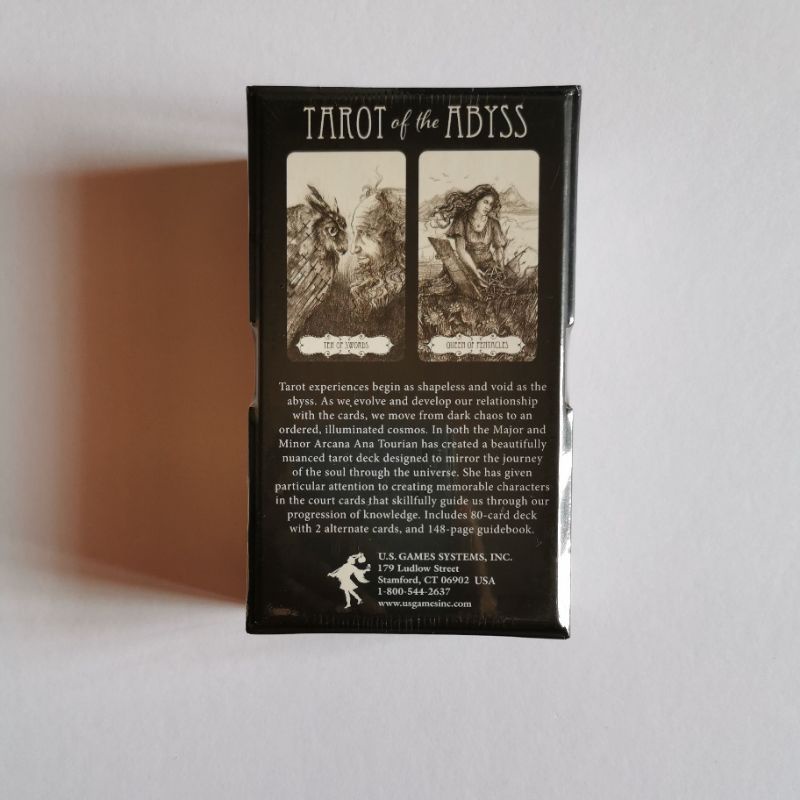 TAROT of the ABYSS
TEN OF SWORDS
QUEEN OF PENTACLES
Tarot experiences begin as shapeless and void as the
abyss. As we evolve and develop our relationship
with the cards, we move from dark chaos to an
ordered, illuminated cosmos. In both the Major and
Minor Arcana Ana Tourian has created a beautifully
nuanced tarot deck designed to mirror the journey
of the soul through the universe. She has given
particular attention to creating memorable characters
in the court cards that skillfully guide us through our
progression of knowledge. Includes 80-card deck
with 2 alternate cards, and 148-page guidebook.
U.S. GAMES SYSTEMS, INC.
179 Ludlow Street
Stamford, CT 06902 USA
1-800-544-2637
www.usgamesinc.com